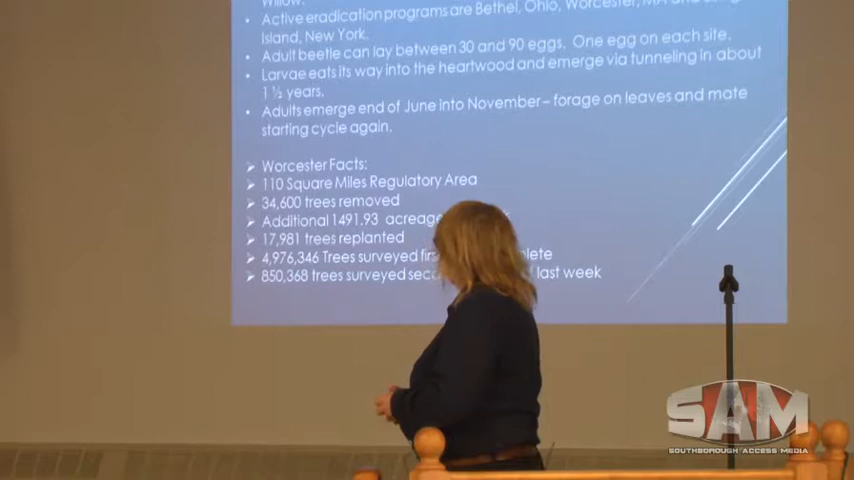 Willow.
• Active eradication programs are Bethel, Ohio, Worcester, MA and
Island, New York.
• Adult beetle can lay between 30 and 90 eggs. One egg on each site.
• Larvae eats its way into the heartwood and emerge via tunneling in about
1 ½ years.
• Adults emerge end of June into November – forage on leaves and mate
starting cycle again.
➢ Worcester Facts:
➢ 110 Square Miles Regulatory Area
➢ 34,600 trees removed
➢ Additional 1491.93 acreage
➢ 17,981 trees replanted
➢ 4,976,346 Trees surveyed
➢ 850,368 trees surveyed last week
SAM
SOUTHBOROUGH ACCESS MEDIA